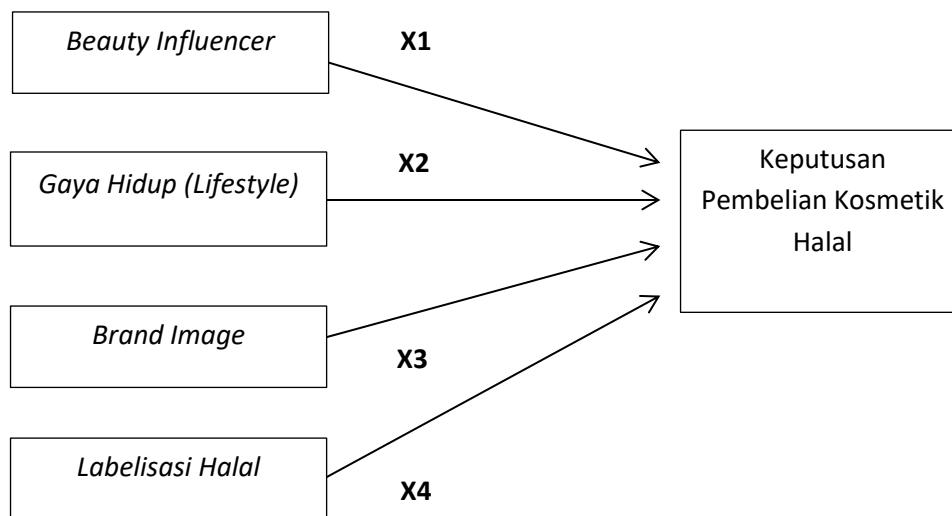 Beauty Influencer
X1
Gaya Hidup (Lifestyle)
X2
Brand Image
X3
Labelisasi Halal
X4
Keputusan
Pembelian Kosmetik
Halal